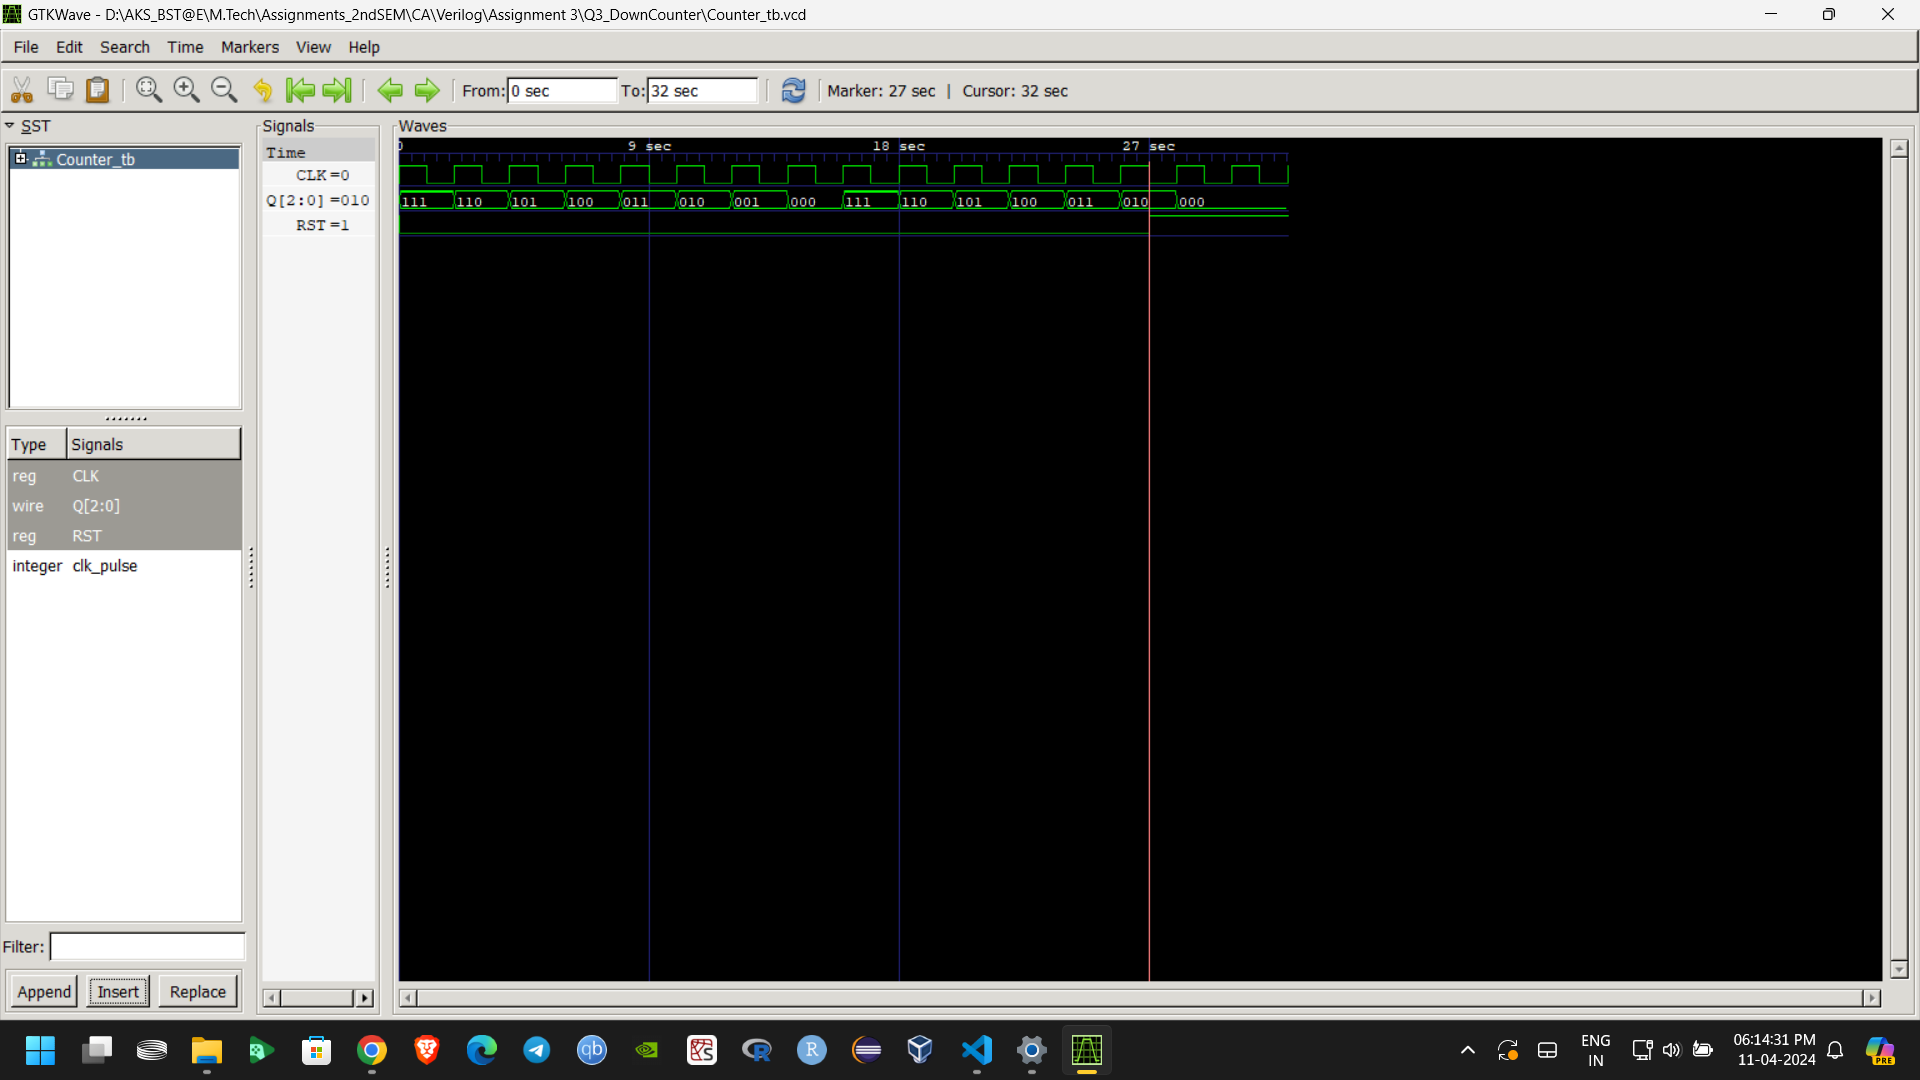 GTKWave - D:\AKS_BST@E\M.Tech\Assignments_2ndSEM\CA\Verilog\Assignment 3\Q3_DownCounter\Counter_tb.vcd
File Edit Search Time Markers View Help
From: 0 sec To: 32 sec Marker: 27 sec | Cursor: 32 sec
SST
Counter_tb
Type Signals
reg CLK
wire Q[2:0]
reg RST
integer clk_pulse
Filter:
Append Insert Replace
Signals
Time
CLK =0
Q[2:0] =010
RST =1
Waves
0 9 sec 18 sec 27 sec
111 110 101 100 011 010 001 000 111 110 101 100 011 010 000
qb R R
ENG
IN
06:14:31 PM
11-04-2024
PRE